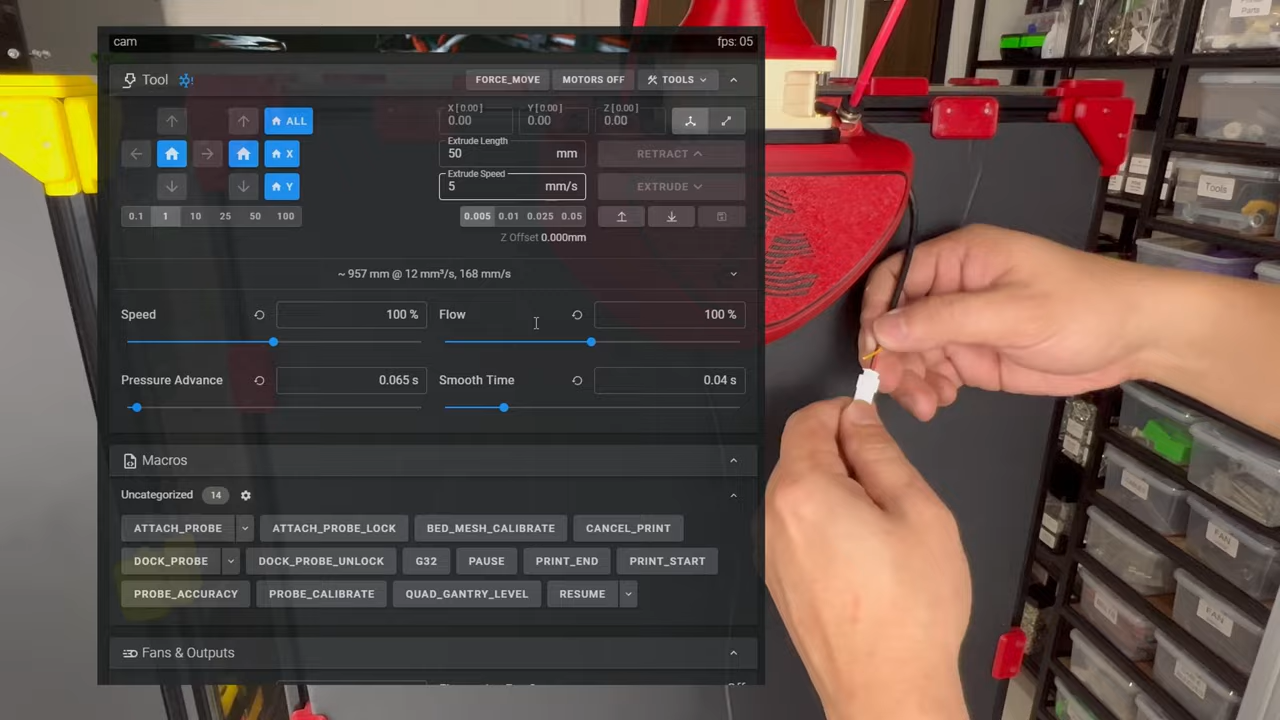 cam fps: 05
Tool FORCE_MOVE MOTORS OFF TOOLS
X [0.00] Y [0.00] Z [0.00]
ALL 0.00 0.00 0.00
Extrude Length
X 50 mm RETRACT
Extrude Speed
Y 5 mm/s EXTRUDE
0.1 1 10 25 50 100 0.005 0.01 0.025 0.05
Z Offset 0.000mm
~ 957 mm @ 12 mm³/s, 168 mm/s
Speed 100 % Flow 100 %
Pressure Advance 0.065 s Smooth Time 0.04 s
Macros
Uncategorized 14
ATTACH_PROBE ATTACH_PROBE_LOCK BED_MESH_CALIBRATE CANCEL_PRINT
DOCK_PROBE DOCK_PROBE_UNLOCK G32 PAUSE PRINT_END PRINT_START
PROBE_ACCURACY PROBE_CALIBRATE QUAD_GANTRY_LEVEL RESUME
Fans & Outputs
Parts
Tools
FAN
FAN